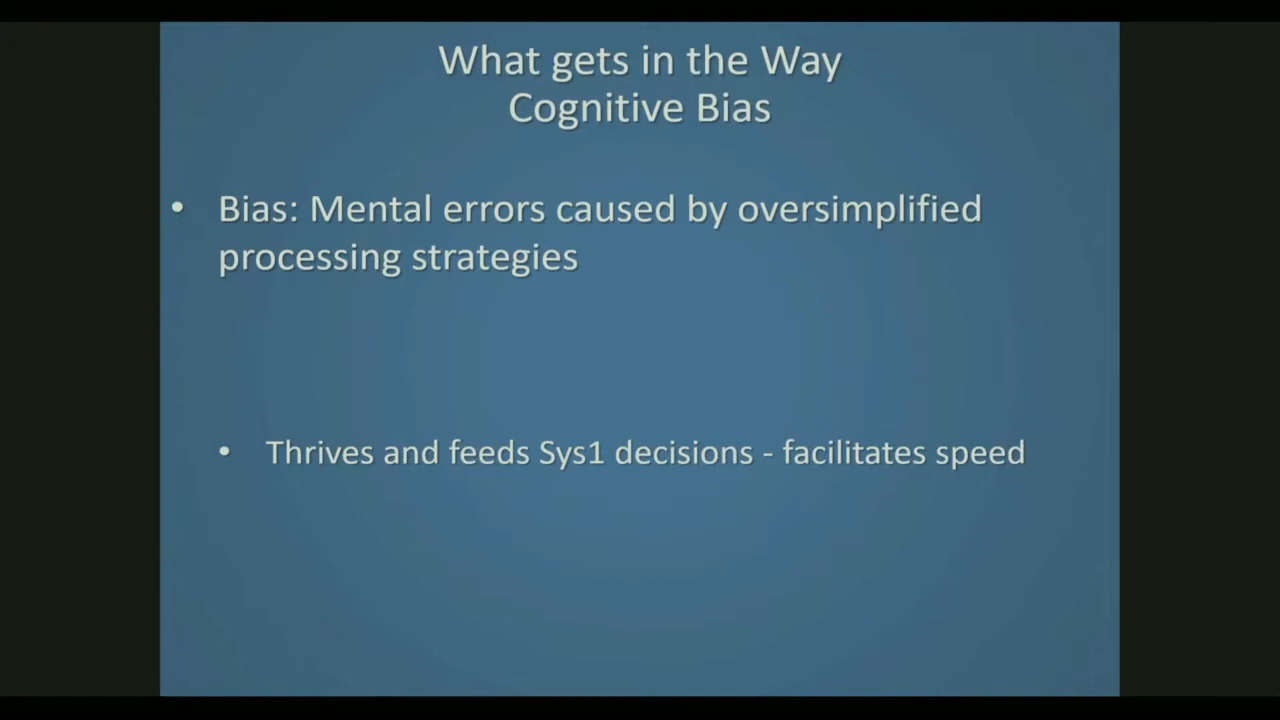 What gets in the Way
Cognitive Bias
• Bias: Mental errors caused by oversimplified
processing strategies
• Thrives and feeds Sys1 decisions - facilitates speed